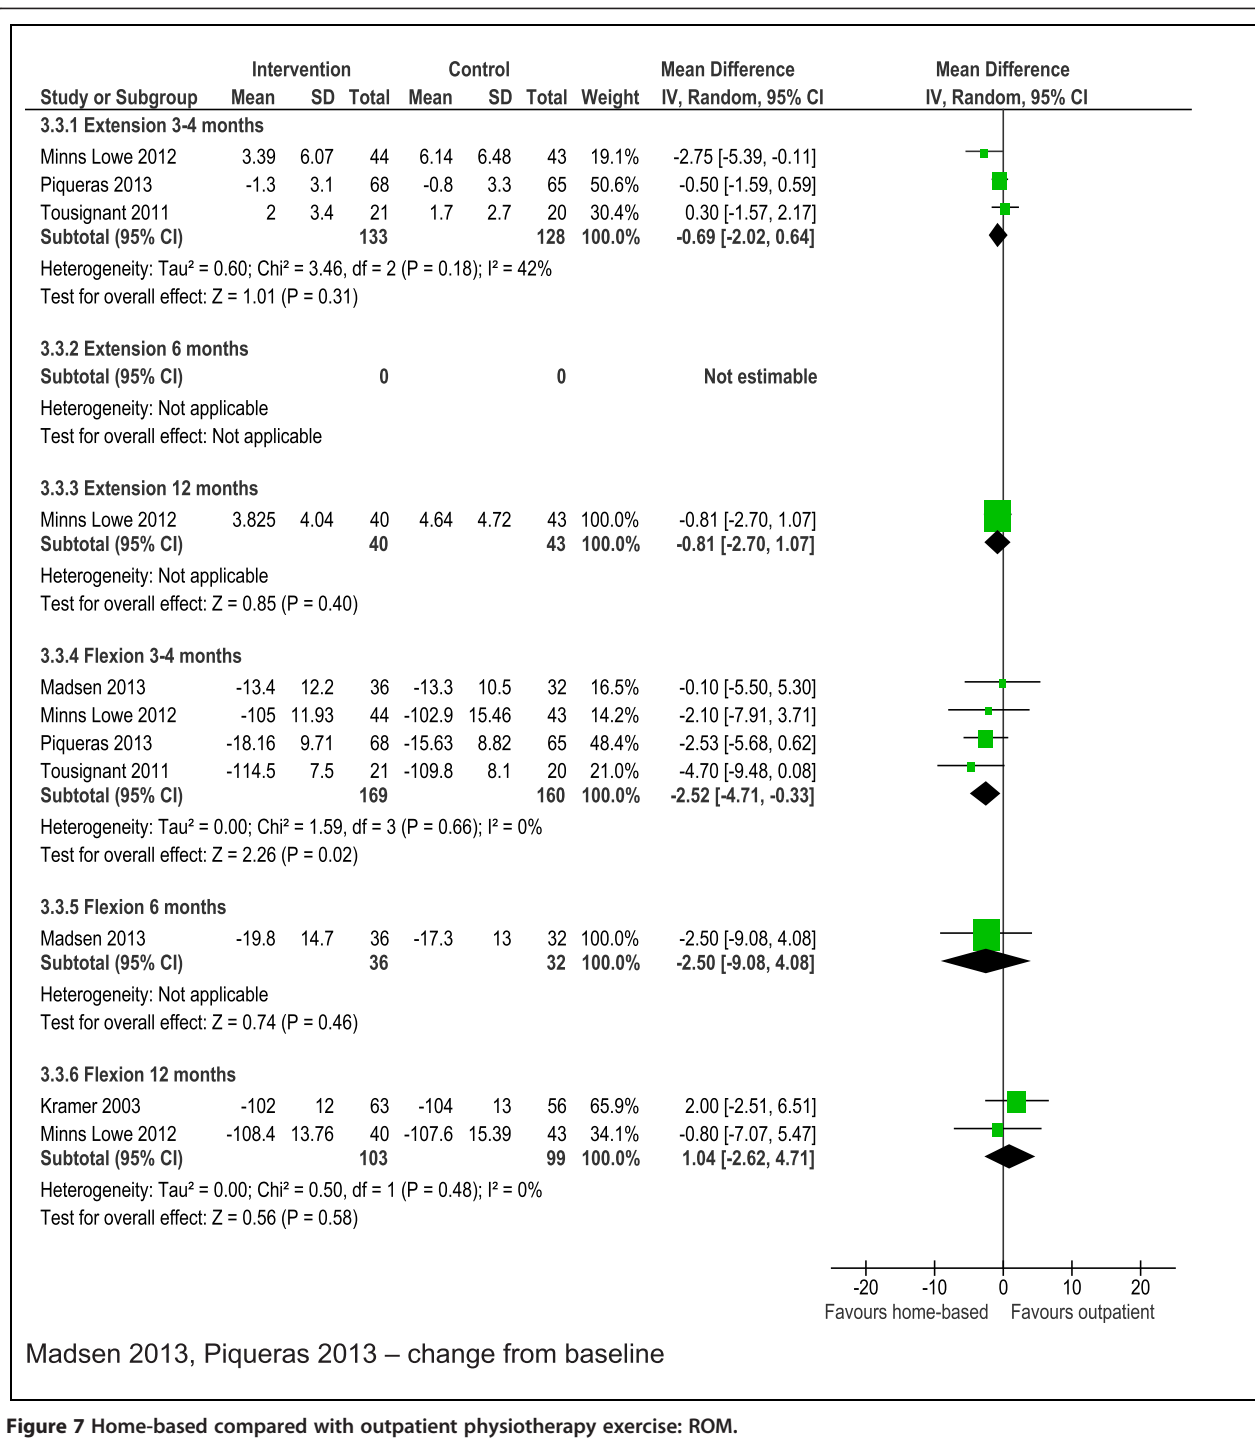 Intervention Control Mean Difference Mean Difference
Study or Subgroup Mean SD Total Mean SD Total Weight IV, Random, 95% CI IV, Random, 95% CI
3.3.1 Extension 3-4 months
Minns Lowe 2012 3.39 6.07 44 6.14 6.48 43 19.1% -2.75 [-5.39, -0.11]
Piqueras 2013 -1.3 3.1 68 -0.8 3.3 65 50.6% -0.50 [-1.59, 0.59]
Tousignant 2011 2 3.4 21 1.7 2.7 20 30.4% 0.30 [-1.57, 2.17]
Subtotal (95% CI) 133 128 100.0% -0.69 [-2.02, 0.64]
Heterogeneity: Tau² = 0.60; Chi² = 3.46, df = 2 (P = 0.18); I² = 42%
Test for overall effect: Z = 1.01 (P = 0.31)
3.3.2 Extension 6 months
Subtotal (95% CI) 0 0 Not estimable
Heterogeneity: Not applicable
Test for overall effect: Not applicable
3.3.3 Extension 12 months
Minns Lowe 2012 3.825 4.04 40 4.64 4.72 43 100.0% -0.81 [-2.70, 1.07]
Subtotal (95% CI) 40 43 100.0% -0.81 [-2.70, 1.07]
Heterogeneity: Not applicable
Test for overall effect: Z = 0.85 (P = 0.40)
3.3.4 Flexion 3-4 months
Madsen 2013 -13.4 12.2 36 -13.3 10.5 32 16.5% -0.10 [-5.50, 5.30]
Minns Lowe 2012 -105 11.93 44 -102.9 15.46 43 14.2% -2.10 [-7.91, 3.71]
Piqueras 2013 -18.16 9.71 68 -15.63 8.82 65 48.4% -2.53 [-5.68, 0.62]
Tousignant 2011 -114.5 7.5 21 -109.8 8.1 20 21.0% -4.70 [-9.48, 0.08]
Subtotal (95% CI) 169 160 100.0% -2.52 [-4.71, -0.33]
Heterogeneity: Tau² = 0.00; Chi² = 1.59, df = 3 (P = 0.66); I² = 0%
Test for overall effect: Z = 2.26 (P = 0.02)
3.3.5 Flexion 6 months
Madsen 2013 -19.8 14.7 36 -17.3 13 32 100.0% -2.50 [-9.08, 4.08]
Subtotal (95% CI) 36 32 100.0% -2.50 [-9.08, 4.08]
Heterogeneity: Not applicable
Test for overall effect: Z = 0.74 (P = 0.46)
3.3.6 Flexion 12 months
Kramer 2003 -102 12 63 -104 13 56 65.9% 2.00 [-2.51, 6.51]
Minns Lowe 2012 -108.4 13.76 40 -107.6 15.39 43 34.1% -0.80 [-7.07, 5.47]
Subtotal (95% CI) 103 99 100.0% 1.04 [-2.62, 4.71]
Heterogeneity: Tau² = 0.00; Chi² = 0.50, df = 1 (P = 0.48); I² = 0%
Test for overall effect: Z = 0.56 (P = 0.58)
-20 -10 0 10 20
Favours home-based Favours outpatient
Madsen 2013, Piqueras 2013 – change from baseline
Figure 7 Home-based compared with outpatient physiotherapy exercise: ROM.